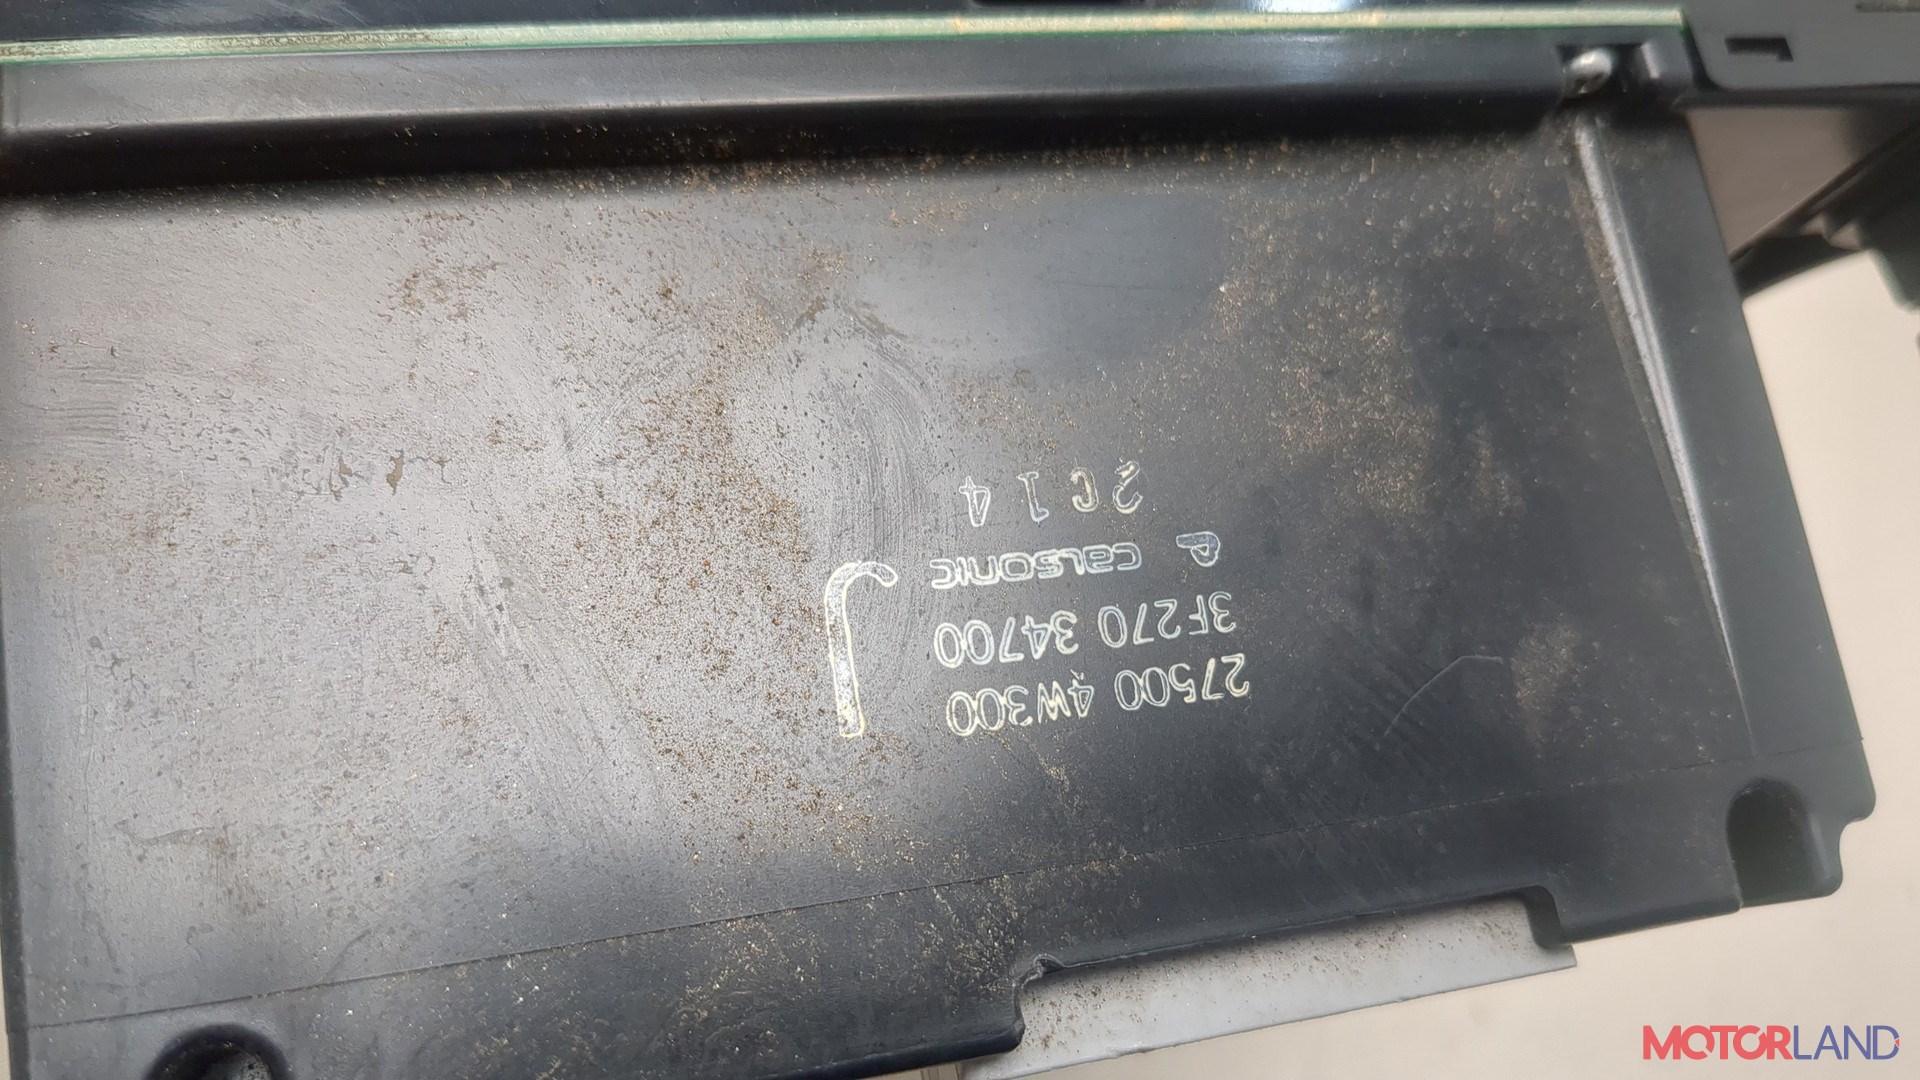 27500 4W300
3F270 34700
calsonic
2C14
MOTORLAND